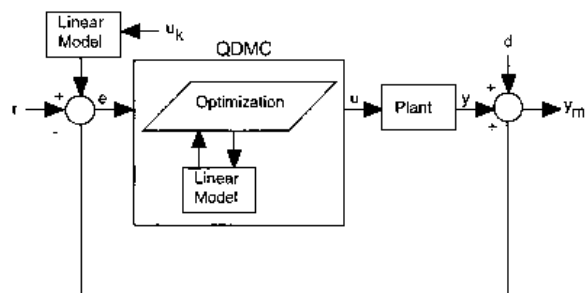 Linear
Model
u_k
QDMC
d
+
r
e
Optimization
u
Plant
y
+
y_m
-
+
Linear
Model